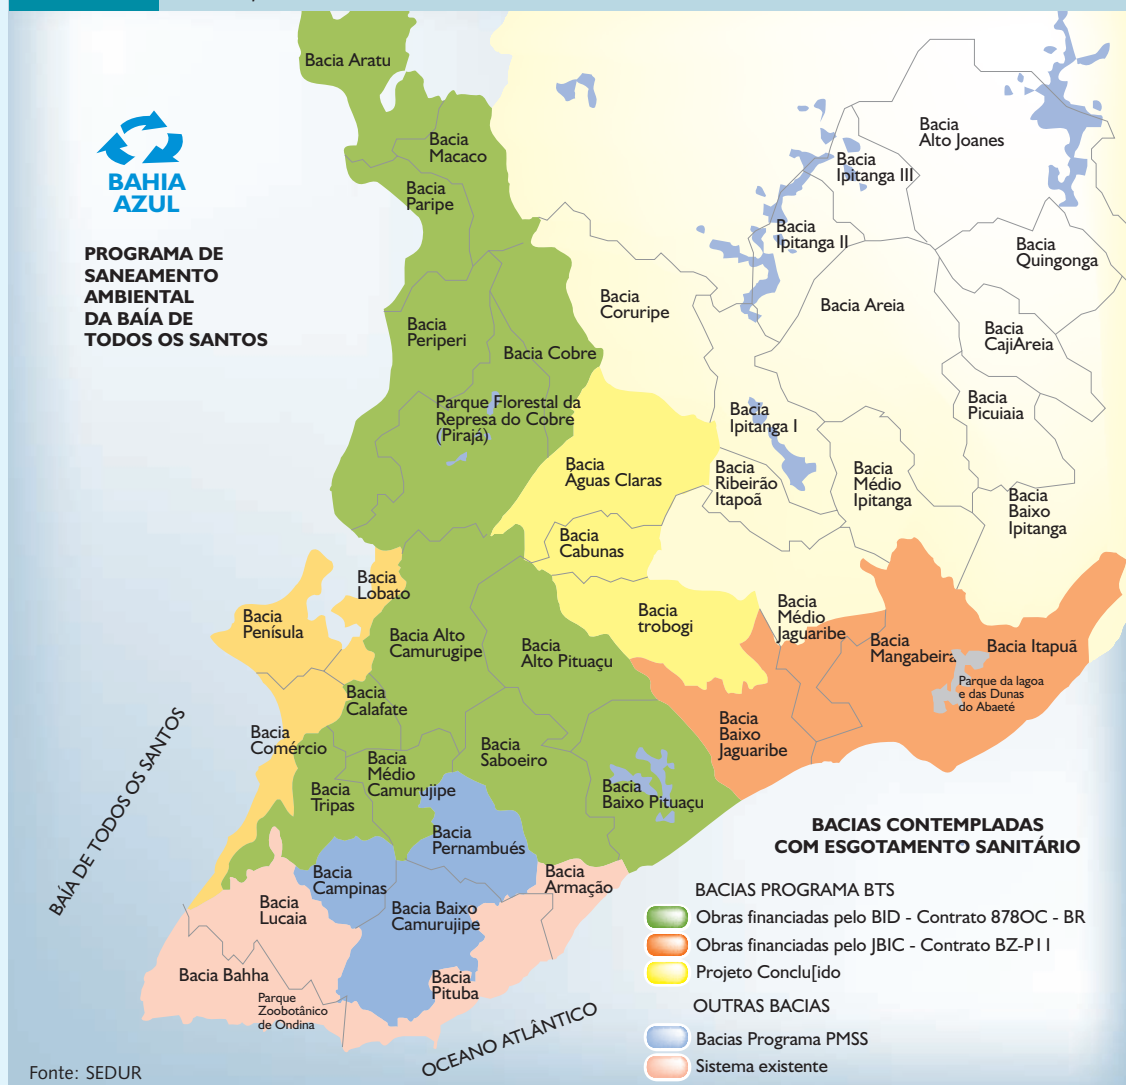 BAHIA
AZUL
PROGRAMA DE
SANEAMENTO
AMBIENTAL
DA BAÍA DE
TODOS OS SANTOS
Bacia Aratu
Bacia
Macaco
Bacia
Paripe
Bacia
Periperi
Bacia Cobre
Parque Florestal da
Represa do Cobre
(Pirajá)
Bacia
Coruripe
Bacia
Alto Joanes
Bacia
Ipitanga III
Bacia
Ipitanga II
Bacia
Quingonga
Bacia Areia
Bacia
CajiAreia
Bacia
Picuiaia
Bacia
Ipitanga I
Bacia
Águas Claras
Bacia
Ribeirão
Itapoã
Bacia
Médio
Ipitanga
Bacia
Baixo
Ipitanga
Bacia
Cabunas
Bacia
Lobato
Bacia
Penísula
Bacia Alto
Camurugipe
Bacia
Alto Pituaçu
Bacia
trobogi
Bacia
Médio
Jaguaribe
Bacia
Mangabeira
Bacia Itapuã
Parque da lagoa
e das Dunas
do Abaeté
Bacia
Calafate
Bacia
Comércio
Bacia
Baixo
Jaguaribe
Bacia
Médio
Camurujipe
Bacia
Saboeiro
Bacia
Tripas
Bacia
Baixo Pituaçu
Bacia
Pernambués
Bacia
Campinas
Bacia
Armação
Bacia
Lucaia
Bacia Baixo
Camurujipe
Bacia Bahha
Bacia
Pituba
Parque
Zoobotânico
de Ondina
BAÍA DE TODOS OS SANTOS
OCEANO ATLÂNTICO
BACIAS CONTEMPLADAS
COM ESGOTAMENTO SANITÁRIO
BACIAS PROGRAMA BTS
Obras financiadas pelo BID - Contrato 878OC - BR
Obras financiadas pelo JBIC - Contrato BZ-P11
Projeto Conclu[ido
OUTRAS BACIAS
Bacias Programa PMSS
Sistema existente
Fonte: SEDUR